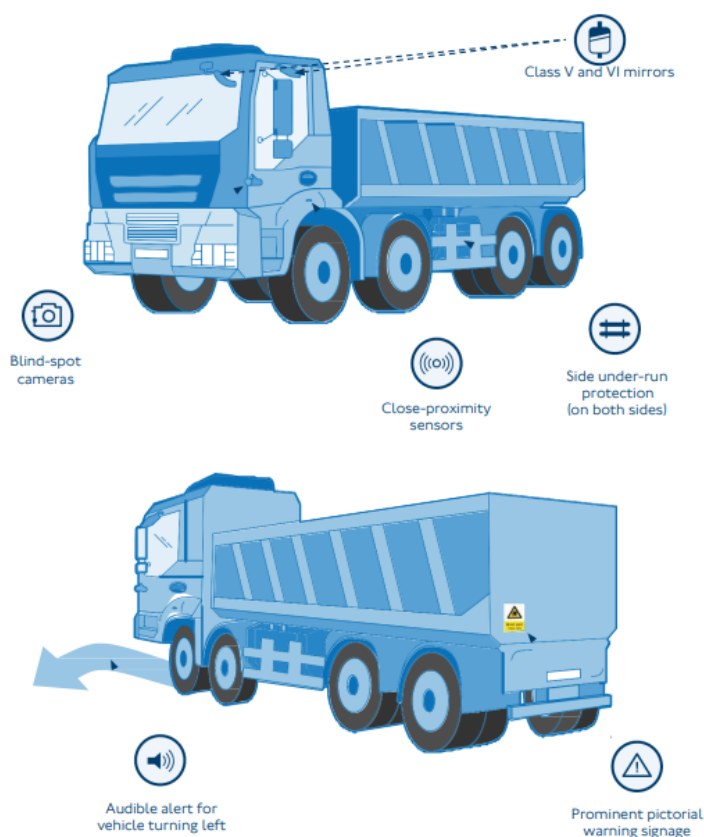 Class V and VI mirrors
Blind-spot
cameras
Close-proximity
sensors
Side under-run
protection
(on both sides)
Audible alert for
vehicle turning left
Prominent pictorial
warning signage